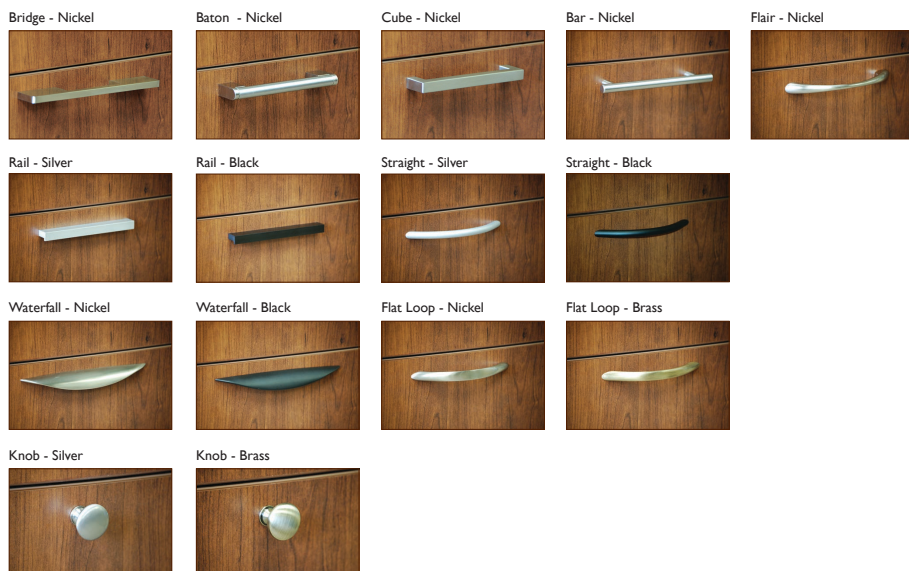 Bridge - Nickel
Baton - Nickel
Cube - Nickel
Bar - Nickel
Flair - Nickel
Rail - Silver
Rail - Black
Straight - Silver
Straight - Black
Waterfall - Nickel
Waterfall - Black
Flat Loop - Nickel
Flat Loop - Brass
Knob - Silver
Knob - Brass